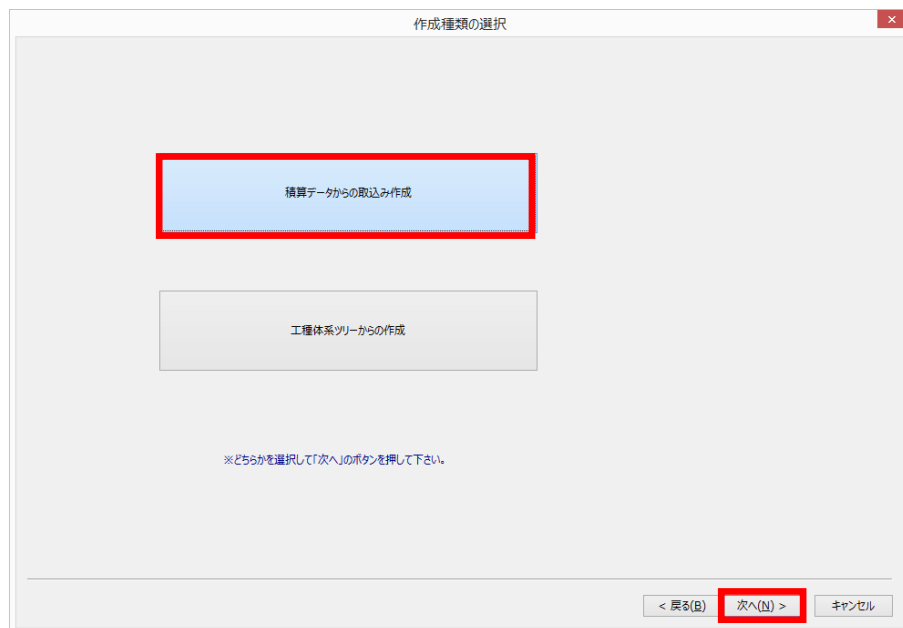 作成種類の選択
積算データからの取込み作成
工種体系ツリーからの作成
※どちらかを選択して「次へ」のボタンを押して下さい。
< 戻る(B) 次へ(N) > キャンセル